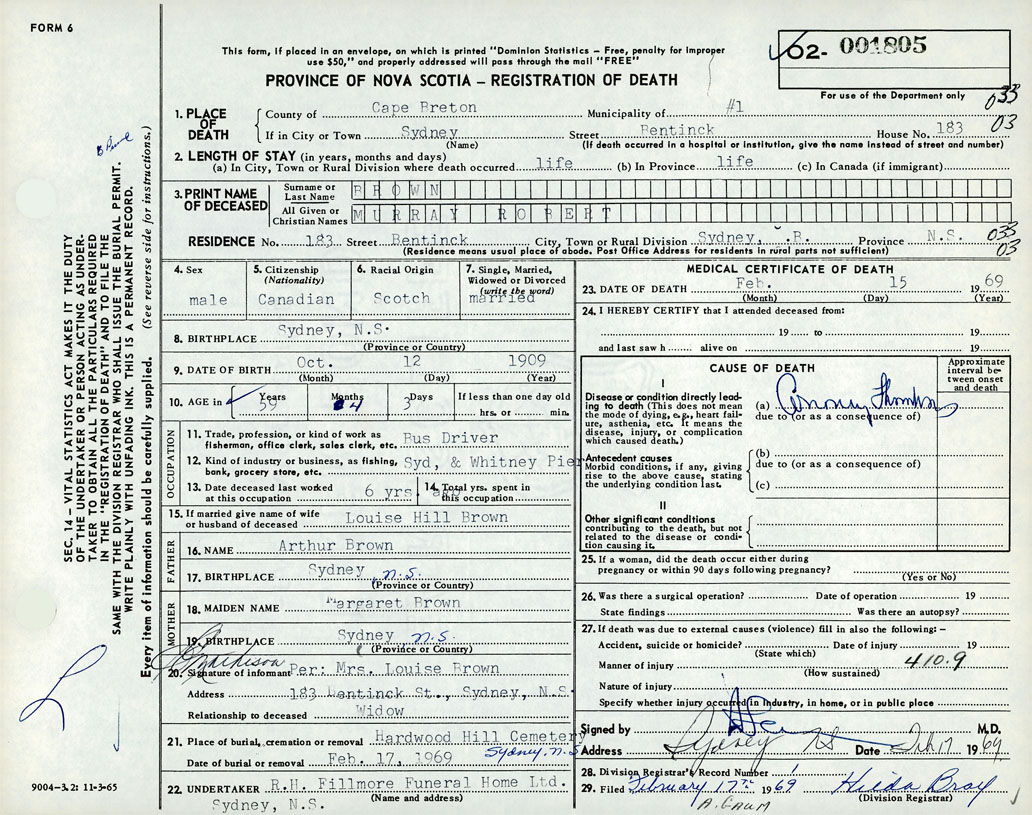 FORM 6
This form, if placed in an envelope, on which is printed "Dominion Statistics – Free, penalty for improper
use $50," and properly addressed will pass through the mail "FREE"
PROVINCE OF NOVA SCOTIA – REGISTRATION OF DEATH
02- 001805
For use of the Department only
033
03
1. PLACE OF DEATH
County of Cape Breton Municipality of #1
If in City or Town Sydney Street Bentinck House No. 183
(Name) (If death occurred in a hospital or institution, give the name instead of street and number)
2. LENGTH OF STAY (in years, months and days)
(a) In City, Town or Rural Division where death occurred life (b) In Province life (c) In Canada (if immigrant)
3. PRINT NAME OF DECEASED
Surname or Last Name BROWN
All Given or Christian Names MURRAY ROBERT
RESIDENCE No. 183 Street Bentinck City, Town or Rural Division Sydney, .B. Province N.S.
033
03
(Residence means usual place of abode. Post Office Address for residents in rural parts not sufficient)
4. Sex
male
5. Citizenship
(Nationality)
Canadian
6. Racial Origin
Scotch
7. Single, Married,
Widowed or Divorced
(write the word)
married
8. BIRTHPLACE Sydney, N.S.
(Province or Country)
9. DATE OF BIRTH Oct. 12 1909
(Month) (Day) (Year)
10. AGE in
Years 59
Months 4
Days 3
If less than one day old
hrs. or min.
OCCUPATION
11. Trade, profession, or kind of work as
fisherman, office clerk, sales clerk, etc. Bus Driver
12. Kind of industry or business, as fishing,
bank, grocery store, etc. Syd, & Whitney Pier
13. Date deceased last worked
at this occupation 6 yrs. ago
14. Total yrs. spent in
this occupation
15. If married give name of wife
or husband of deceased Louise Hill Brown
FATHER
16. NAME Arthur Brown
17. BIRTHPLACE Sydney, N.S.
(Province or Country)
MOTHER
18. MAIDEN NAME Margaret Brown
19. BIRTHPLACE Sydney N.S.
(Province or Country)
20. Signature of informant Per: Mrs. Louise Brown
Address 183 Bentinck St., Sydney, N.S.
Relationship to deceased Widow
21. Place of burial, cremation or removal Hardwood Hill Cemetery
Sydney, N.S.
Date of burial or removal Feb. 17, 1969
22. UNDERTAKER R.H. Fillmore Funeral Home Ltd.
(Name and address)
Sydney, N.S.
MEDICAL CERTIFICATE OF DEATH
23. DATE OF DEATH Feb. 15 1969
(Month) (Day) (Year)
24. I HEREBY CERTIFY that I attended deceased from:
19 to 19
and last saw h alive on 19
CAUSE OF DEATH
Approximate
interval be-
tween onset
and death
I
Disease or condition directly lead-
ing to death (This does not mean
the mode of dying, e.g., heart fail-
ure, asthenia, etc. It means the
disease, injury, or complication
which caused death.)
(a)
due to (or as a consequence of)
Antecedent causes
Morbid conditions, if any, giving
rise to the above cause, stating
the underlying condition last.
(b)
due to (or as a consequence of)
(c)
II
Other significant conditions
contributing to the death, but not
related to the disease or condi-
tion causing it.
25. If a woman, did the death occur either during
pregnancy or within 90 days following pregnancy?
(Yes or No)
26. Was there a surgical operation? Date of operation 19
State findings Was there an autopsy?
27. If death was due to external causes (violence) fill in also the following: –
Accident, suicide or homicide? Date of injury 19
(State which)
Manner of injury 410.9
(How sustained)
Nature of injury
Specify whether injury occurred in industry, in home, or in public place
Signed by M.D.
Address Sydney NS Date Feb 17 1969
28. Division Registrar's Record Number
29. Filed February 17th 1969 Hilda Bray
(Division Registrar)
SEC. 14 – VITAL STATISTICS ACT MAKES IT THE DUTY
OF THE UNDERTAKER OR PERSON ACTING AS UNDER-
TAKER TO OBTAIN ALL THE PARTICULARS REQUIRED
IN THE "REGISTRATION OF DEATH" AND TO FILE THE
SAME WITH THE DIVISION REGISTRAR WHO SHALL ISSUE THE BURIAL PERMIT.
WRITE PLAINLY WITH UNFADING INK. THIS IS A PERMANENT RECORD.
Every item of information should be carefully supplied. (See reverse side for instructions.)
9004-3.2: 11-3-65